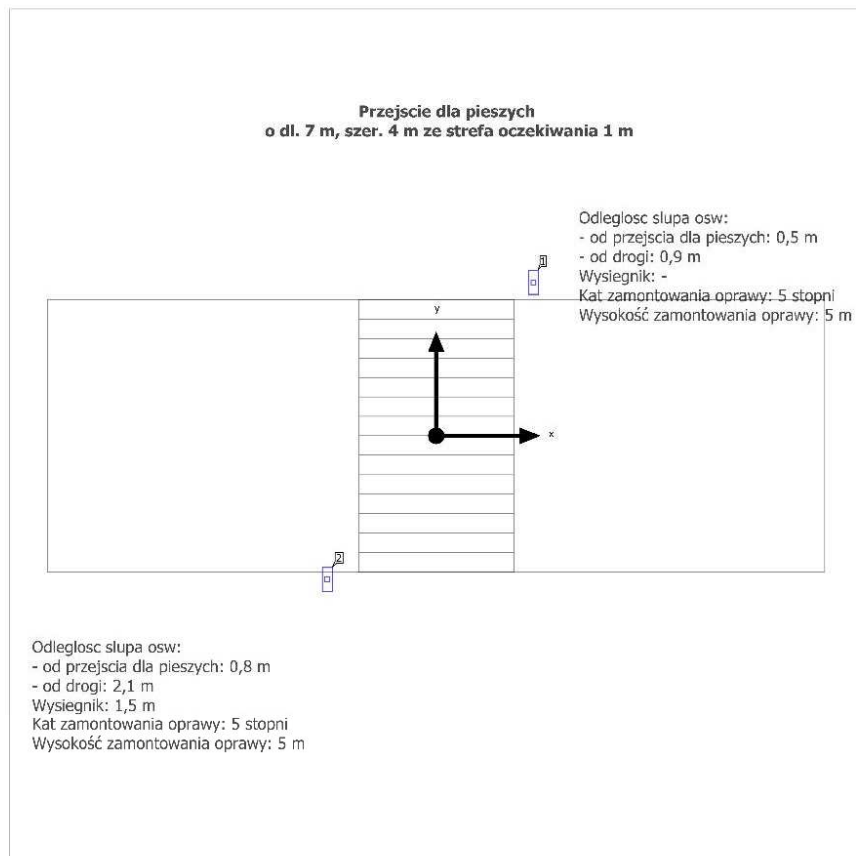 Przejscie dla pieszych
o dl. 7 m, szer. 4 m ze strefa oczekiwania 1 m
Odleglosc slupa osw:
- od przejscia dla pieszych: 0,5 m
- od drogi: 0,9 m
Wysiegnik: -
Kat zamontowania oprawy: 5 stopni
Wysokość zamontowania oprawy: 5 m
1
y
x
2
Odleglosc slupa osw:
- od przejscia dla pieszych: 0,8 m
- od drogi: 2,1 m
Wysiegnik: 1,5 m
Kat zamontowania oprawy: 5 stopni
Wysokość zamontowania oprawy: 5 m